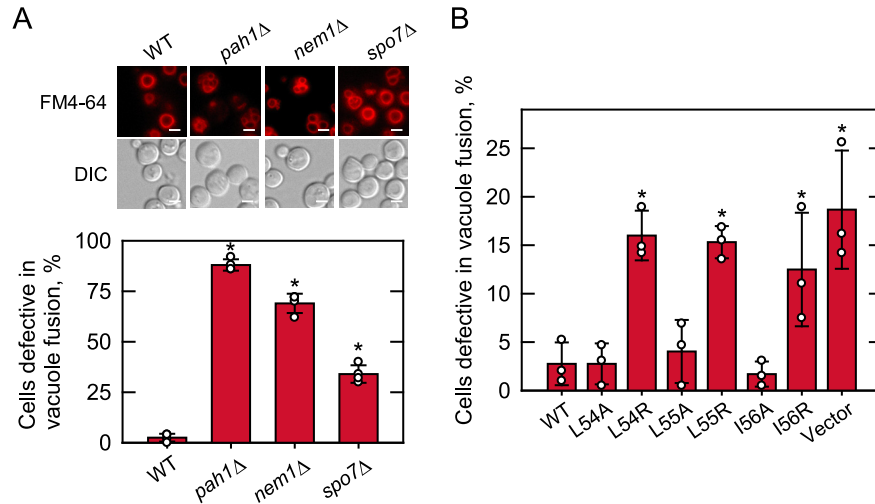 A
WT
pah1Δ
nem1Δ
spo7Δ
FM4-64
DIC
Cells defective in
vacuole fusion, %
100
75
50
25
0
*
*
*
WT
pah1Δ
nem1Δ
spo7Δ
B
Cells defective in vacuole fusion, %
25
20
15
10
5
0
*
*
*
*
WT
L54A
L54R
L55A
L55R
I56A
I56R
Vector